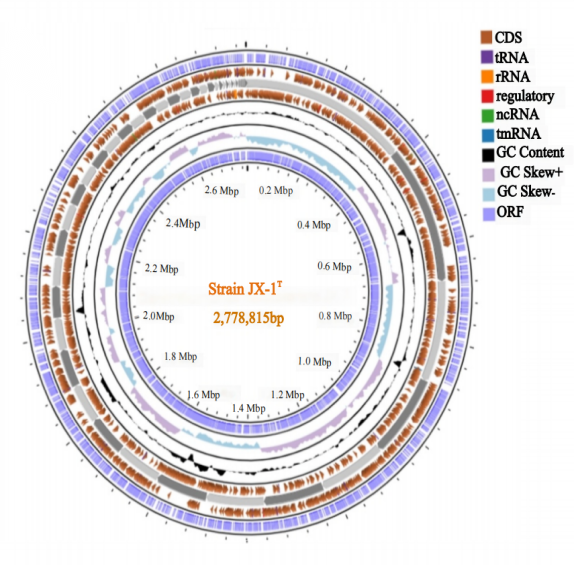 CDS
tRNA
rRNA
regulatory
ncRNA
tmRNA
GC Content
GC Skew+
GC Skew-
ORF
2.6 Mbp
0.2 Mbp
2.4Mbp
0.4 Mbp
2.2 Mbp
0.6 Mbp
Strain JX-1ᵀ
2.0Mbp
2,778,815bp
0.8 Mbp
1.8 Mbp
1.0 Mbp
1.6 Mbp
1.2 Mbp
1.4 Mbp